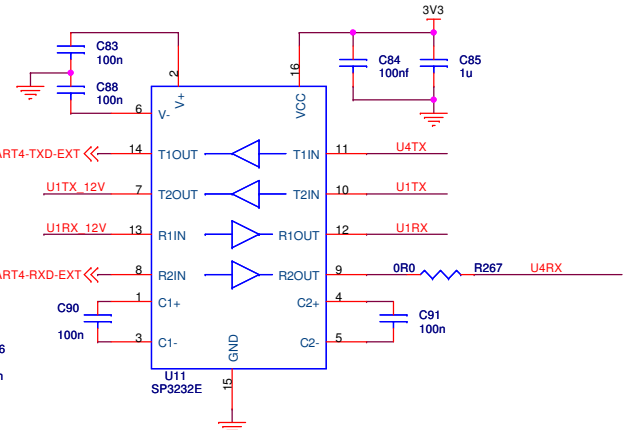 3V3
C83
100n
C88
100n
C84
100nf
C85
1u
2
16
V+
VCC
6
V-
ART4-TXD-EXT
14
T1OUT
T1IN
11
U4TX
U1TX_12V
7
T2OUT
T2IN
10
U1TX
U1RX_12V
13
R1IN
R1OUT
12
U1RX
ART4-RXD-EXT
8
R2IN
R2OUT
9
0R0
R267
U4RX
C90
100n
1
C1+
C2+
4
C91
100n
3
C1-
C2-
5
GND
15
6
U11
SP3232E